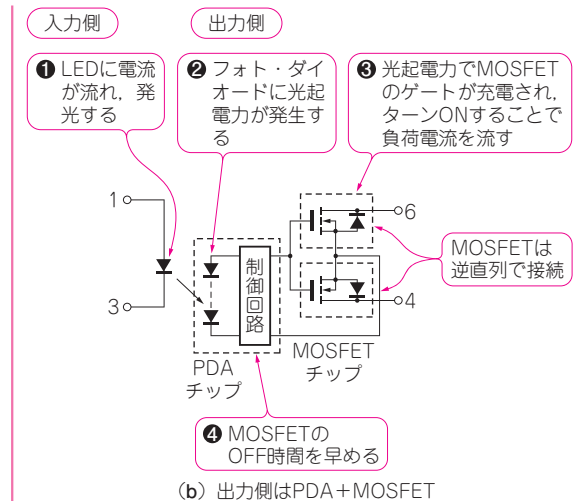 入力側
出力側
❶ LEDに電流
が流れ，発
光する
❷ フォト・ダイ
オードに光起
電力が発生す
る
❸ 光起電力でMOSFET
のゲートが充電され，
ターンONすることで
負荷電流を流す
1
3
6
4
制御回路
MOSFETは
逆直列で接続
PDA
チップ
MOSFET
チップ
❹ MOSFETの
OFF時間を早める
（b）出力側はPDA＋MOSFET